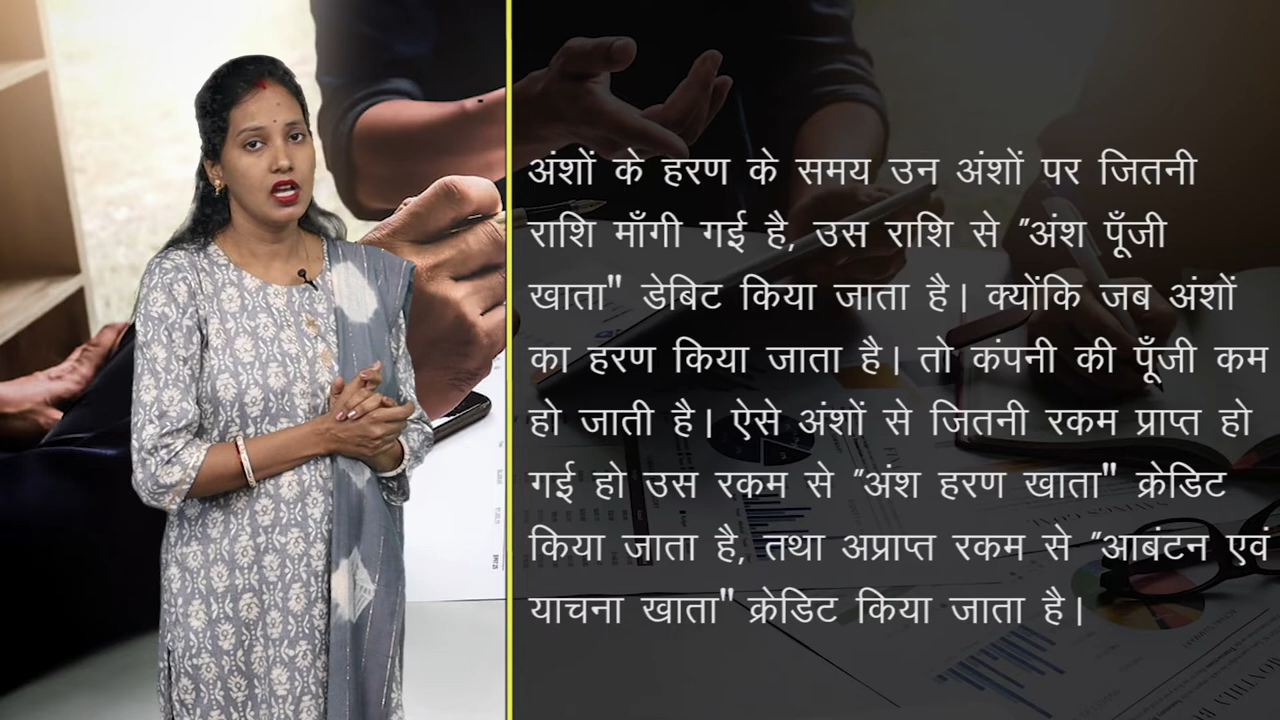 अंशों के हरण के समय उन अंशों पर जितनी
राशि माँगी गई है, उस राशि से "अंश पूँजी
खाता" डेबिट किया जाता है। क्योंकि जब अंशों
का हरण किया जाता है। तो कंपनी की पूँजी कम
हो जाती है। ऐसे अंशों से जितनी रकम प्राप्त हो
गई हो उस रकम से "अंश हरण खाता" क्रेडिट
किया जाता है, तथा अप्राप्त रकम से "आबंटन एवं
याचना खाता" क्रेडिट किया जाता है।